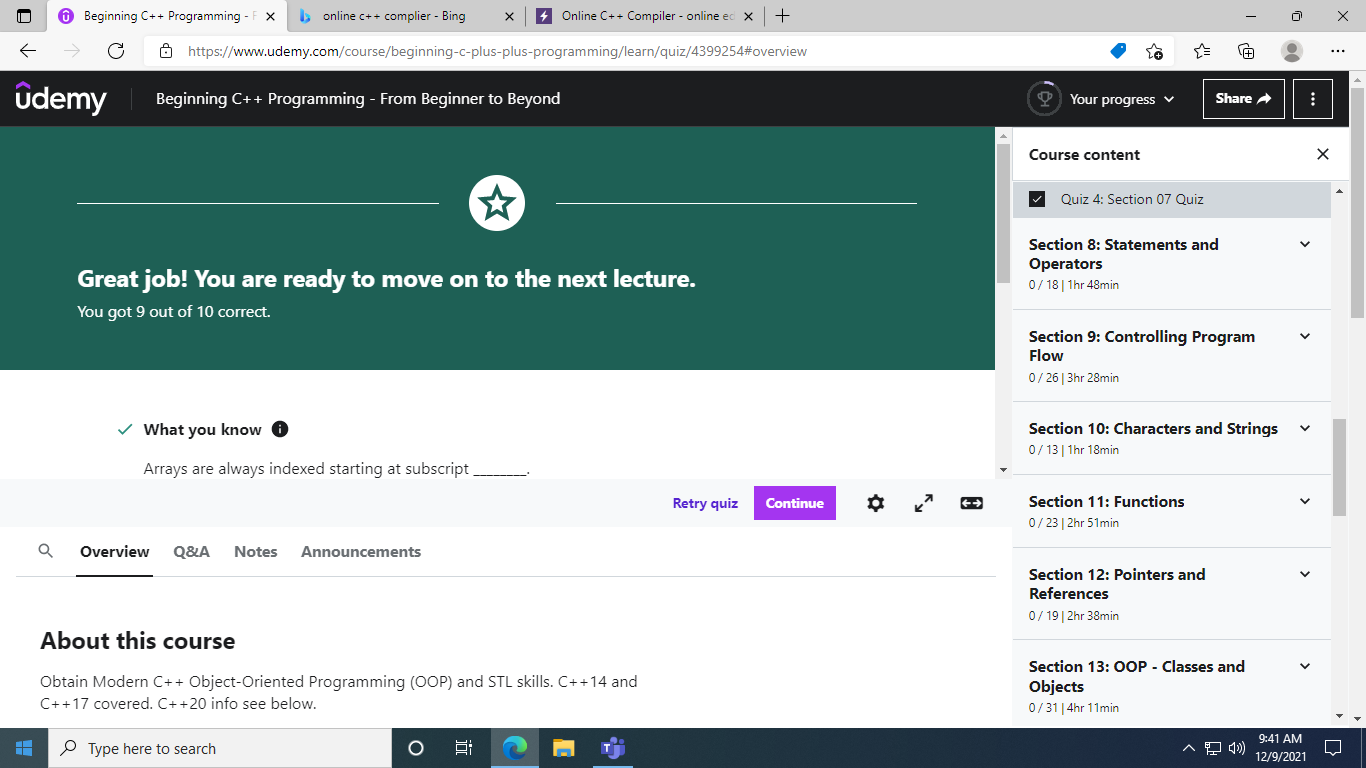 Beginning C++ Programming - F
online c++ complier - Bing
Online C++ Compiler - online ed
https://www.udemy.com/course/beginning-c-plus-plus-programming/learn/quiz/4399254#overview
udemy
Beginning C++ Programming - From Beginner to Beyond
Your progress
Share
Great job! You are ready to move on to the next lecture.
You got 9 out of 10 correct.
What you know
Arrays are always indexed starting at subscript ________.
Retry quiz
Continue
Overview
Q&A
Notes
Announcements
About this course
Obtain Modern C++ Object-Oriented Programming (OOP) and STL skills. C++14 and
C++17 covered. C++20 info see below.
Course content
Quiz 4: Section 07 Quiz
Section 8: Statements and
Operators
0 / 18 | 1hr 48min
Section 9: Controlling Program
Flow
0 / 26 | 3hr 28min
Section 10: Characters and Strings
0 / 13 | 1hr 18min
Section 11: Functions
0 / 23 | 2hr 51min
Section 12: Pointers and
References
0 / 19 | 2hr 38min
Section 13: OOP - Classes and
Objects
0 / 31 | 4hr 11min
Type here to search
9:41 AM
12/9/2021